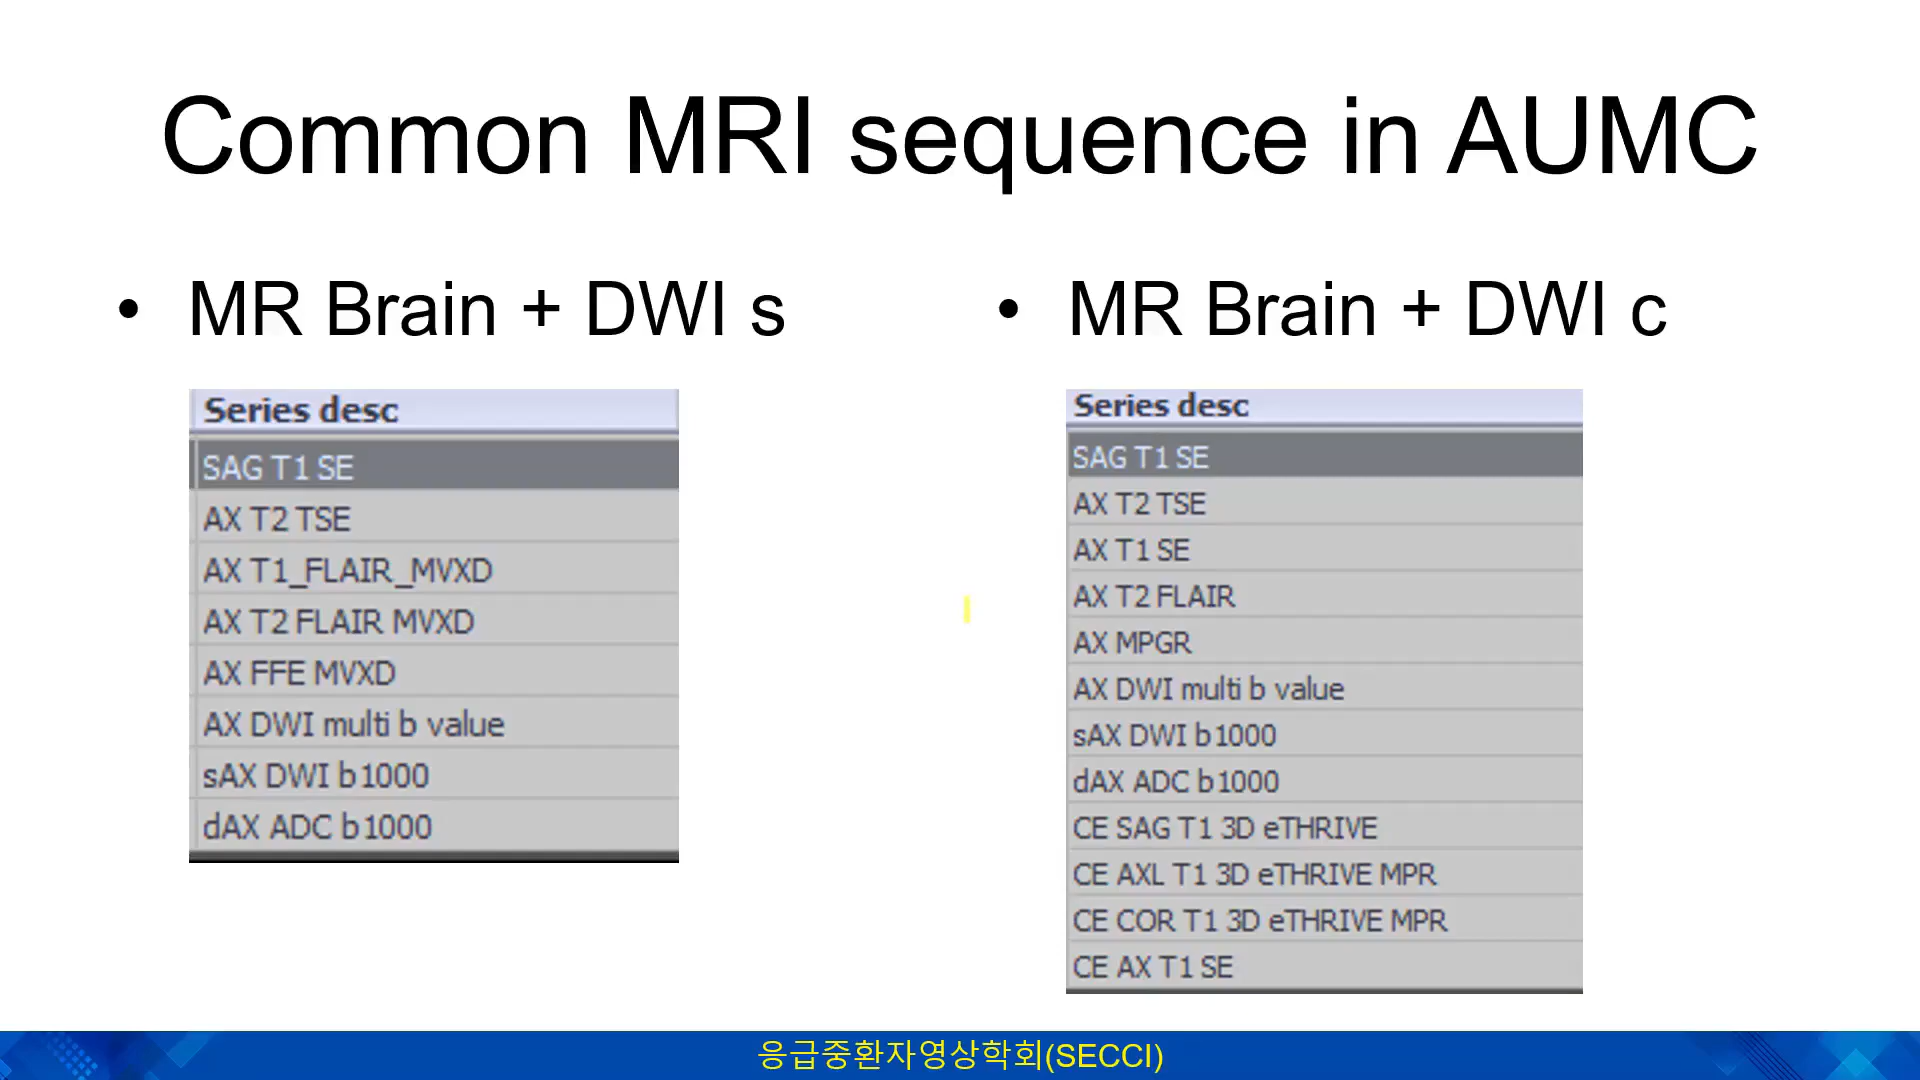 Common MRI sequence in AUMC
• MR Brain + DWI s
Series desc
SAG T1 SE
AX T2 TSE
AX T1_FLAIR_MVXD
AX T2 FLAIR MVXD
AX FFE MVXD
AX DWI multi b value
sAX DWI b1000
dAX ADC b1000
• MR Brain + DWI c
Series desc
SAG T1 SE
AX T2 TSE
AX T1 SE
AX T2 FLAIR
AX MPGR
AX DWI multi b value
sAX DWI b1000
dAX ADC b1000
CE SAG T1 3D eTHRIVE
CE AXL T1 3D eTHRIVE MPR
CE COR T1 3D eTHRIVE MPR
CE AX T1 SE
응급중환자영상학회(SECCI)